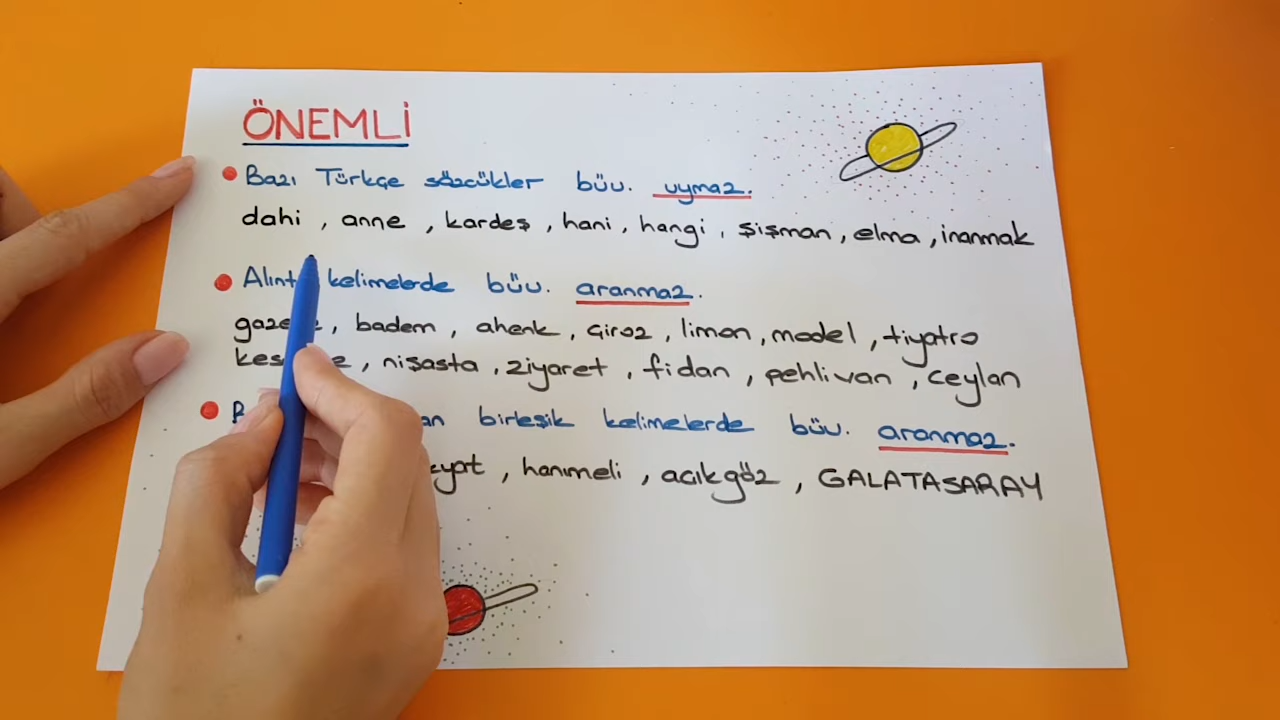 ÖNEMLİ
Bazı Türkçe sözcükler büu. uymaz.
dahi, anne, kardeş, hani, hangi, şişman, elma, inanmak
kelimelerde büu. aranmaz.
badem, ahenk, çiroz, limon, model, tiyatro
nişasta, ziyaret, fidan, pehlivan, ceylan
birleşik kelimelerde büu. aranmaz.
hanımeli, açıkgöz, GALATASARAY